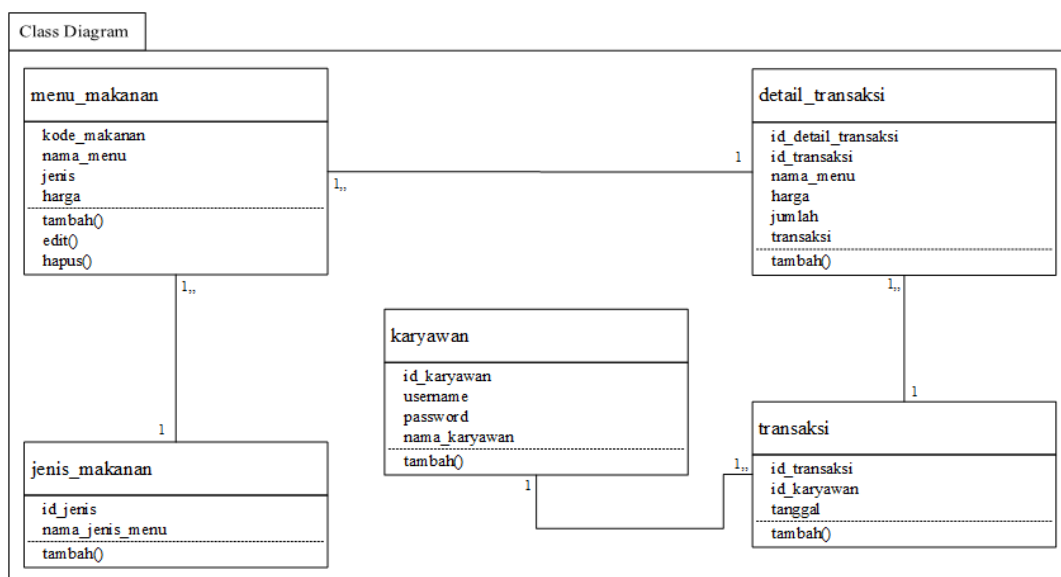 Class Diagram
menu_makanan
kode_makanan
nama_menu
jenis
harga
tambah()
edit()
hapus()
1,,
1
detail_transaksi
id_detail_transaksi
id_transaksi
nama_menu
harga
jumlah
transaksi
tambah()
1,,
1
1,,
1
karyawan
id_karyawan
username
password
nama_karyawan
tambah()
1
1,,
jenis_makanan
id_jenis
nama_jenis_menu
tambah()
transaksi
id_transaksi
id_karyawan
tanggal
tambah()